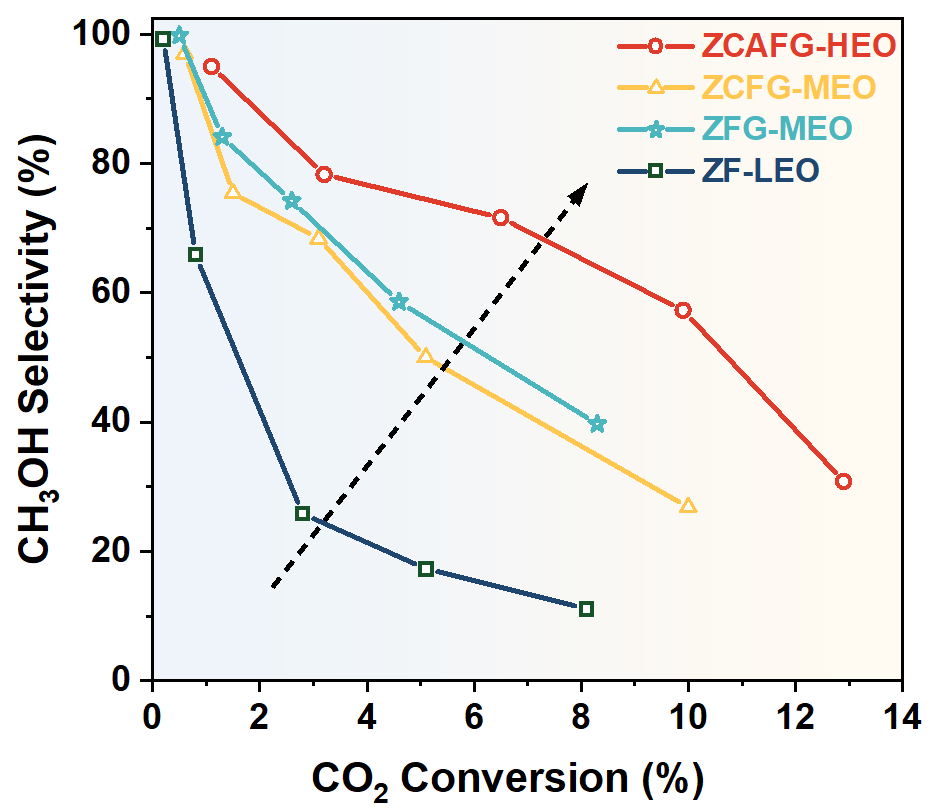 100
80
60
40
20
0
CH₃OH Selectivity (%)
ZCAFG-HEO
ZCFG-MEO
ZFG-MEO
ZF-LEO
0 2 4 6 8 10 12 14
CO₂ Conversion (%)